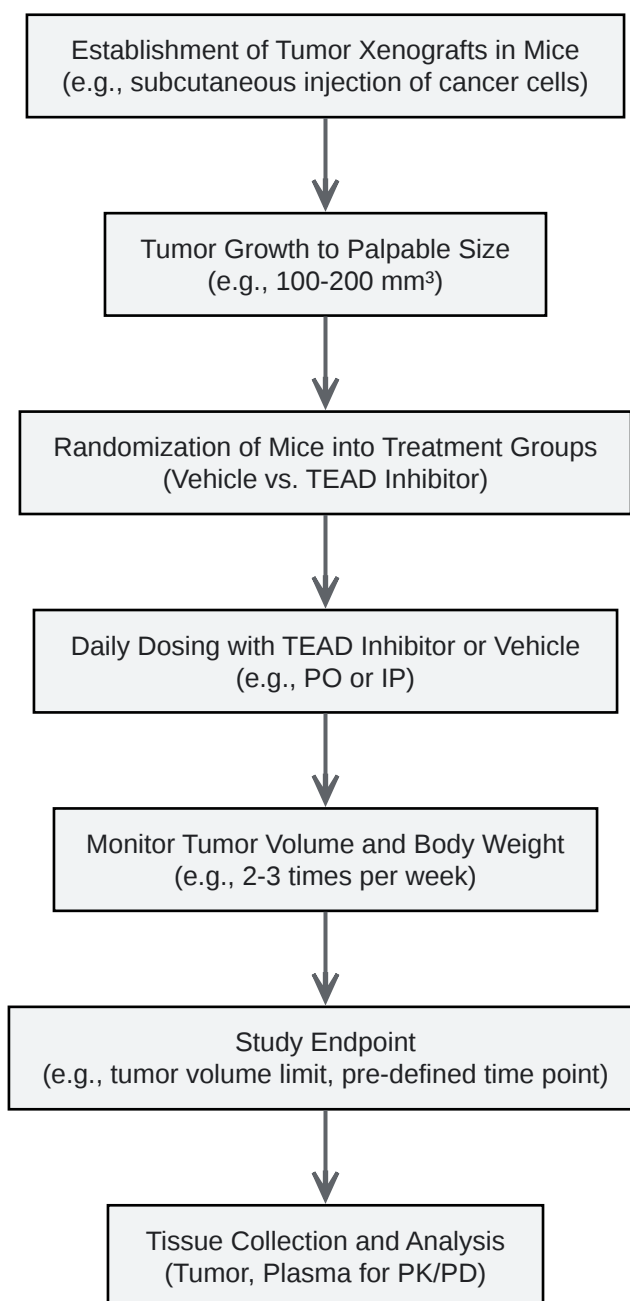 Establishment of Tumor Xenografts in Mice
(e.g., subcutaneous injection of cancer cells)
Tumor Growth to Palpable Size
(e.g., 100-200 mm³)
Randomization of Mice into Treatment Groups
(Vehicle vs. TEAD Inhibitor)
Daily Dosing with TEAD Inhibitor or Vehicle
(e.g., PO or IP)
Monitor Tumor Volume and Body Weight
(e.g., 2-3 times per week)
Study Endpoint
(e.g., tumor volume limit, pre-defined time point)
Tissue Collection and Analysis
(Tumor, Plasma for PK/PD)